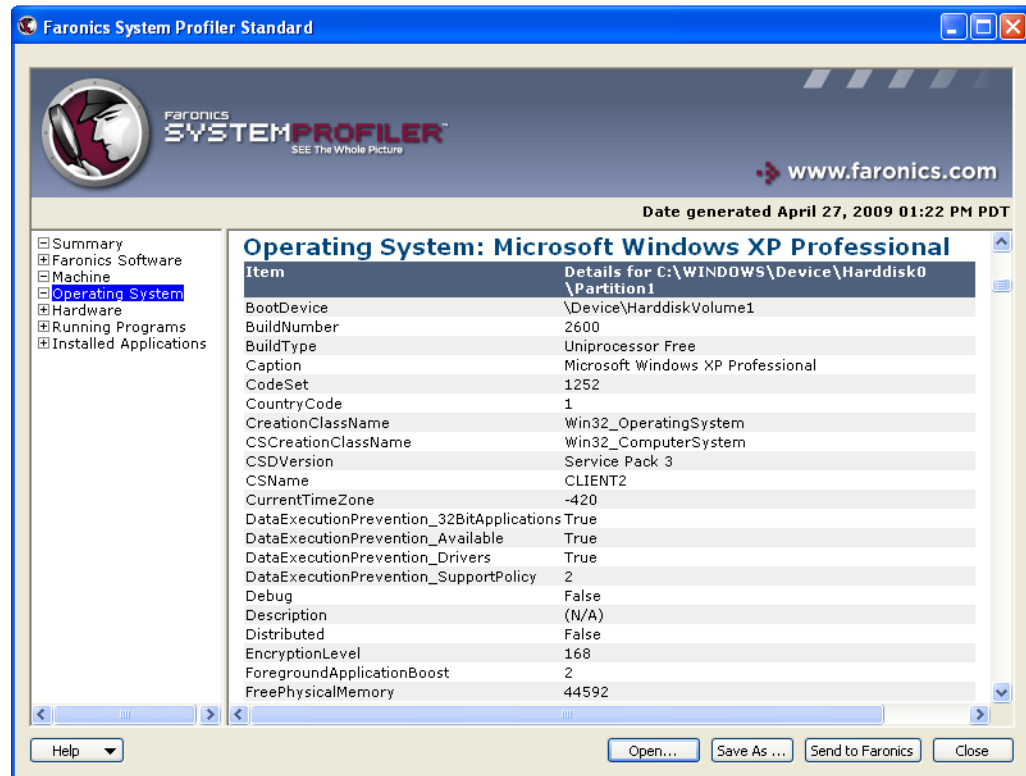 Faronics System Profiler Standard
Faronics
SYSTEMPROFILER™
SEE The Whole Picture
www.faronics.com
Date generated April 27, 2009 01:22 PM PDT
Summary
Faronics Software
Machine
Operating System
Hardware
Running Programs
Installed Applications
Operating System: Microsoft Windows XP Professional
Item Details for C:\WINDOWS\Device\Harddisk0
\Partition1
BootDevice \Device\HarddiskVolume1
BuildNumber 2600
BuildType Uniprocessor Free
Caption Microsoft Windows XP Professional
CodeSet 1252
CountryCode 1
CreationClassName Win32_OperatingSystem
CSCreationClassName Win32_ComputerSystem
CSDVersion Service Pack 3
CSName CLIENT2
CurrentTimeZone -420
DataExecutionPrevention_32BitApplications True
DataExecutionPrevention_Available True
DataExecutionPrevention_Drivers True
DataExecutionPrevention_SupportPolicy 2
Debug False
Description (N/A)
Distributed False
EncryptionLevel 168
ForegroundApplicationBoost 2
FreePhysicalMemory 44592
Help Open... Save As ... Send to Faronics Close